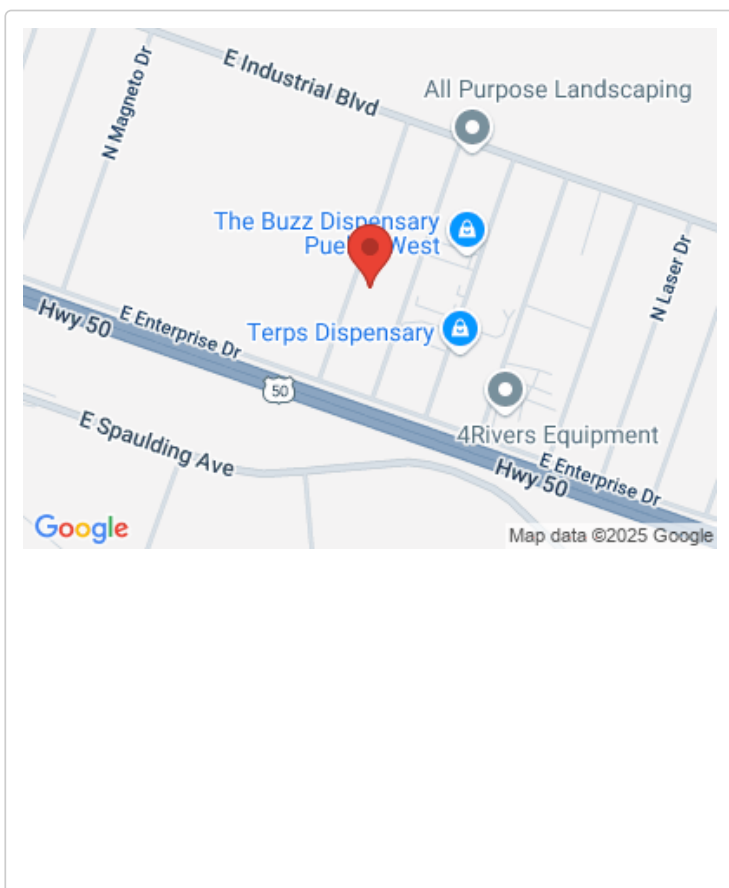 E Industrial Blvd
N Magneto Dr
All Purpose Landscaping
The Buzz Dispensary
West
N Laser Dr
Hwy 50
E Enterprise Dr
Terps Dispensary
50
4Rivers Equipment
E Spaulding Ave
Hwy 50
E Enterprise Dr
Google
Map data ©2025 Google